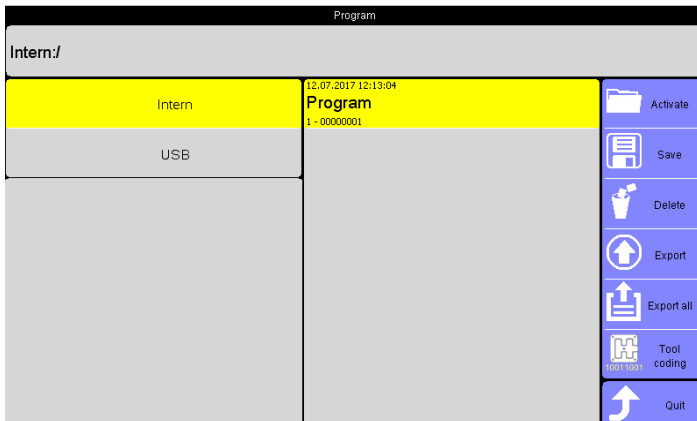 Program
Intern:/
Intern
USB
12.07.2017 12:13:04
Program
1 - 00000001
Activate
Save
Delete
Export
Export all
Tool
coding
10011001
Quit